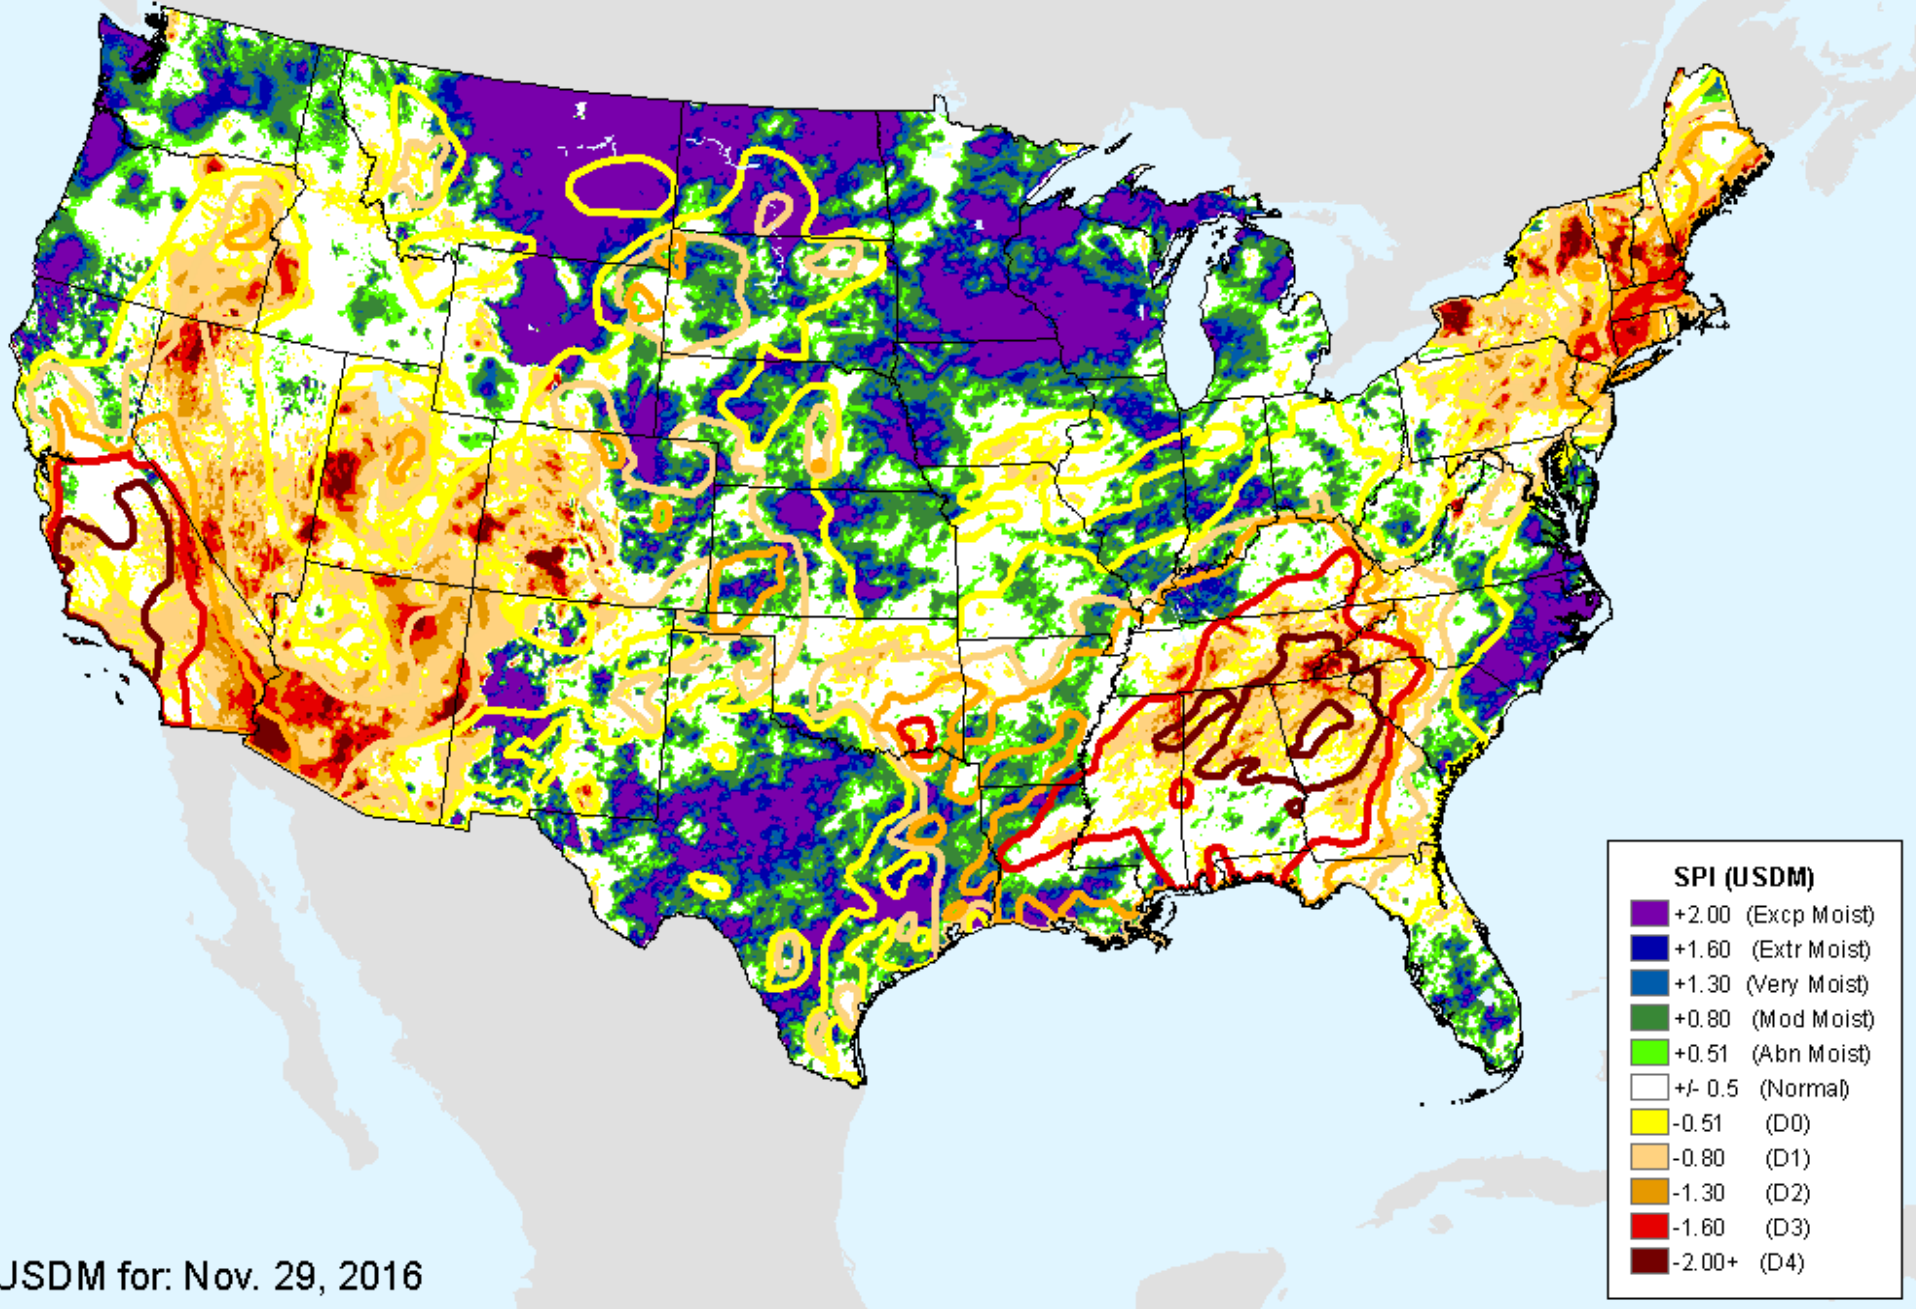 SPI (USDM)
+2.00 (Excp Moist)
+1.60 (Extr Moist)
+1.30 (Very Moist)
+0.80 (Mod Moist)
+0.51 (Abn Moist)
+/- 0.5 (Normal)
-0.51 (D0)
-0.80 (D1)
-1.30 (D2)
-1.60 (D3)
-2.00+ (D4)
USDM for: Nov. 29, 2016